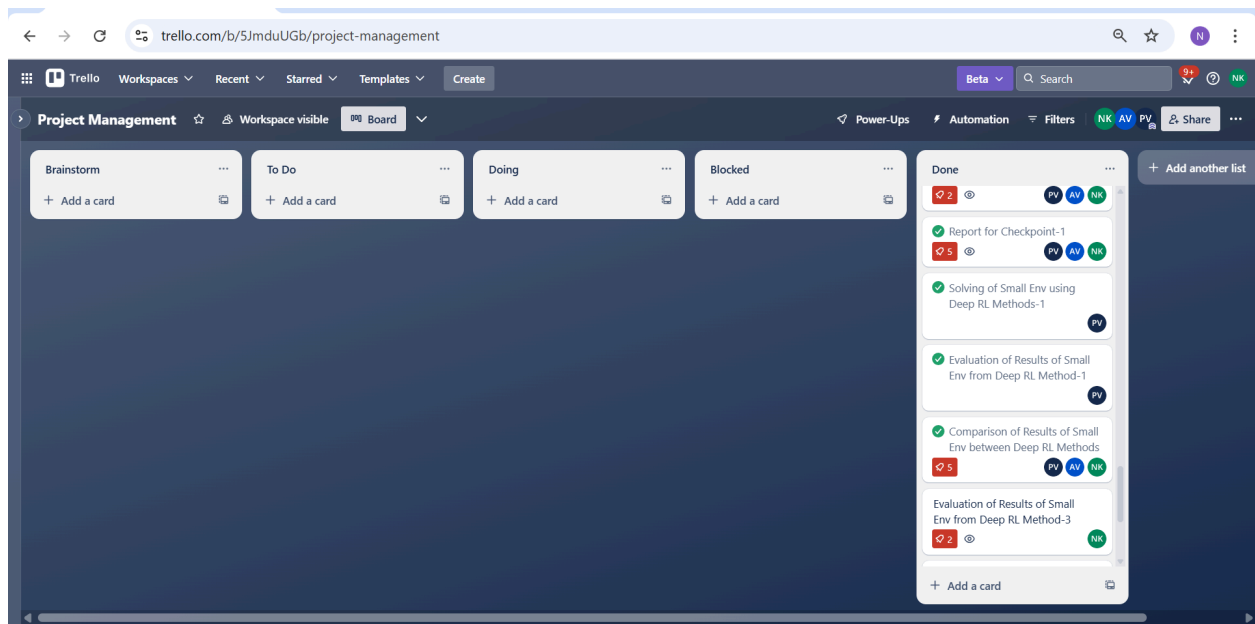 trello.com/b/5JmduUGb/project-management
N
Trello Workspaces Recent Starred Templates Create
Beta Search 9+ NK
Project Management Workspace visible Board
Power-Ups Automation Filters NK AV PV Share
Brainstorm
+ Add a card
To Do
+ Add a card
Doing
+ Add a card
Blocked
+ Add a card
Done
2 PV AV NK
Report for Checkpoint-1
5 PV AV NK
Solving of Small Env using
Deep RL Methods-1
PV
Evaluation of Results of Small
Env from Deep RL Method-1
PV
Comparison of Results of Small
Env between Deep RL Methods
5 PV AV NK
Evaluation of Results of Small
Env from Deep RL Method-3
2 NK
+ Add a card
+ Add another list